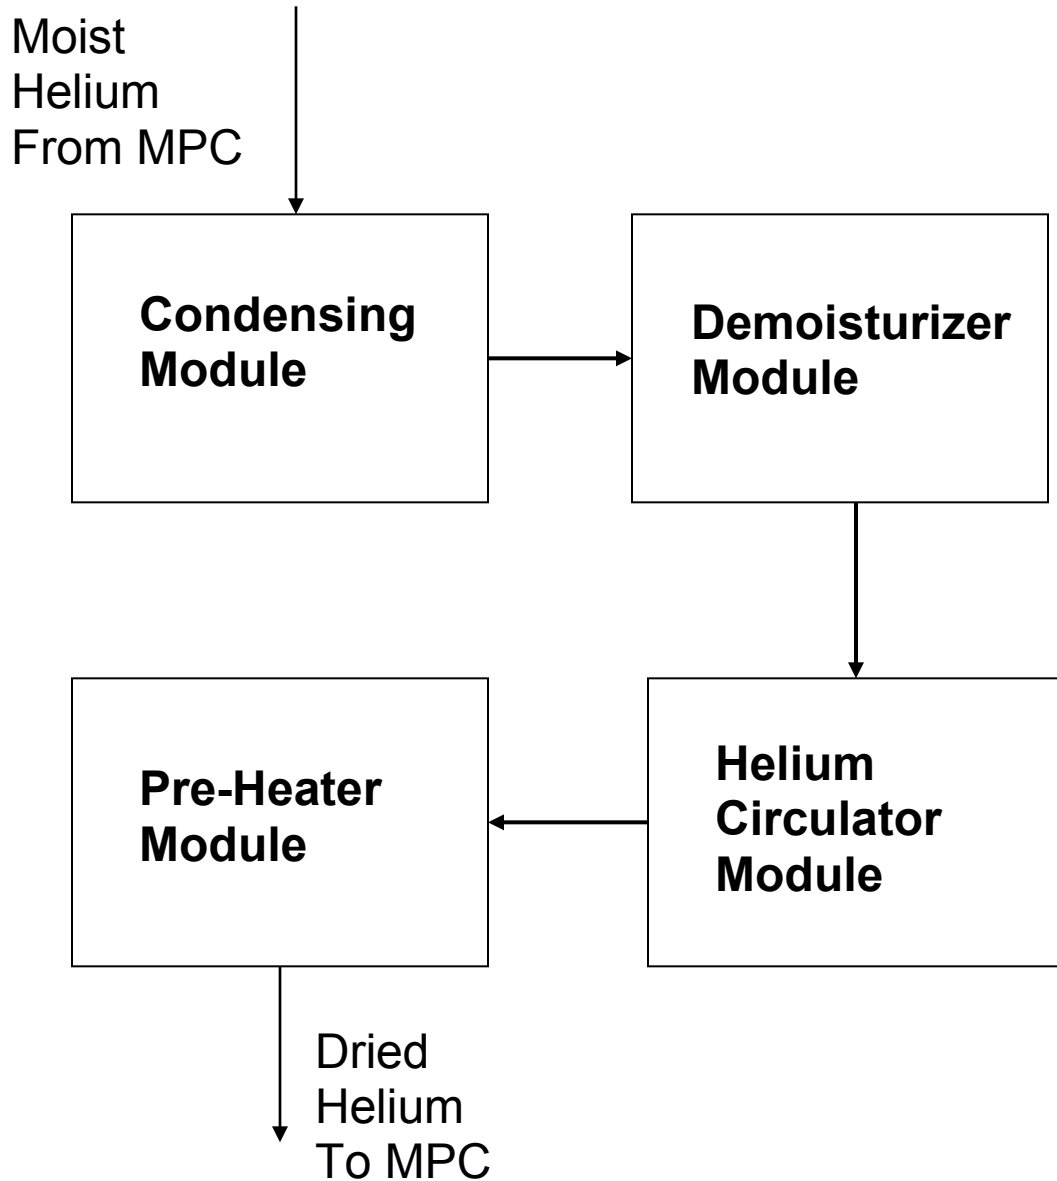 Moist
Helium
From MPC
Condensing
Module
Demoisturizer
Module
Helium
Circulator
Module
Pre-Heater
Module
Dried
Helium
To MPC